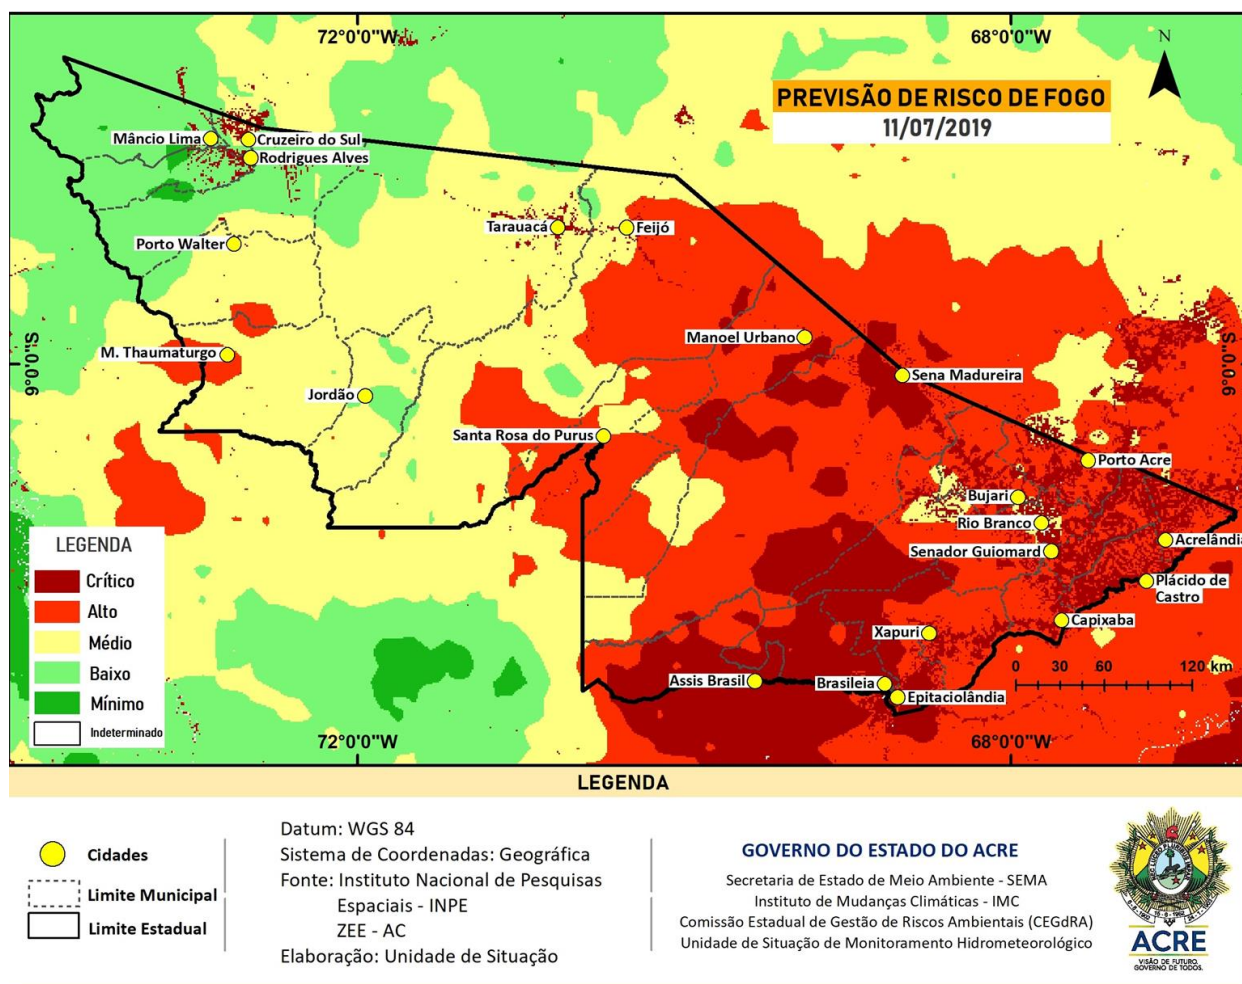 72°0'0"W
68°0'0"W
N
PREVISÃO DE RISCO DE FOGO
11/07/2019
Mâncio Lima
Cruzeiro do Sul
Rodrigues Alves
Tarauacá
Feijó
Porto Walter
Manoel Urbano
M. Thaumaturgo
9°0'0"S
9°0'0"S
Sena Madureira
Jordão
Santa Rosa do Purus
Porto Acre
Bujari
Rio Branco
Acrelândia
Senador Guiomard
Plácido de
Castro
Capixaba
Xapuri
Assis Brasil
Brasileia
Epitaciolândia
0 30 60 120 km
LEGENDA
Crítico
Alto
Médio
Baixo
Mínimo
Indeterminado
72°0'0"W
68°0'0"W
LEGENDA
Cidades
Limite Municipal
Limite Estadual
Datum: WGS 84
Sistema de Coordenadas: Geográfica
Fonte: Instituto Nacional de Pesquisas
Espaciais - INPE
ZEE - AC
Elaboração: Unidade de Situação
GOVERNO DO ESTADO DO ACRE
Secretaria de Estado de Meio Ambiente - SEMA
Instituto de Mudanças Climáticas - IMC
Comissão Estadual de Gestão de Riscos Ambientais (CEGdRA)
Unidade de Situação de Monitoramento Hidrometeorológico
ACRE
VISÃO DE FUTURO.
GOVERNO DE TODOS.